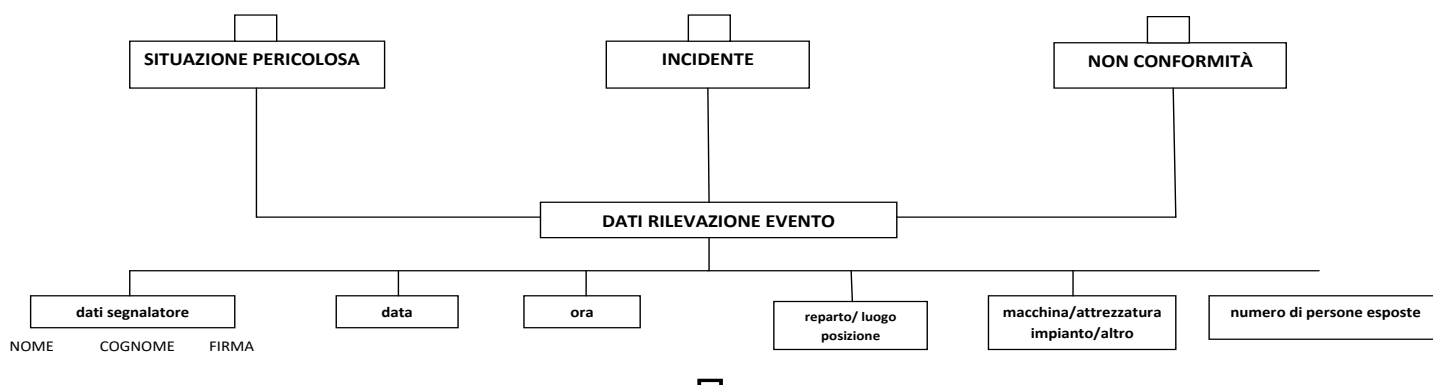 SITUAZIONE PERICOLOSA
INCIDENTE
NON CONFORMITÀ
DATI RILEVAZIONE EVENTO
dati segnalatore
data
ora
reparto/ luogo
posizione
macchina/attrezzatura
impianto/altro
numero di persone esposte
NOME COGNOME FIRMA